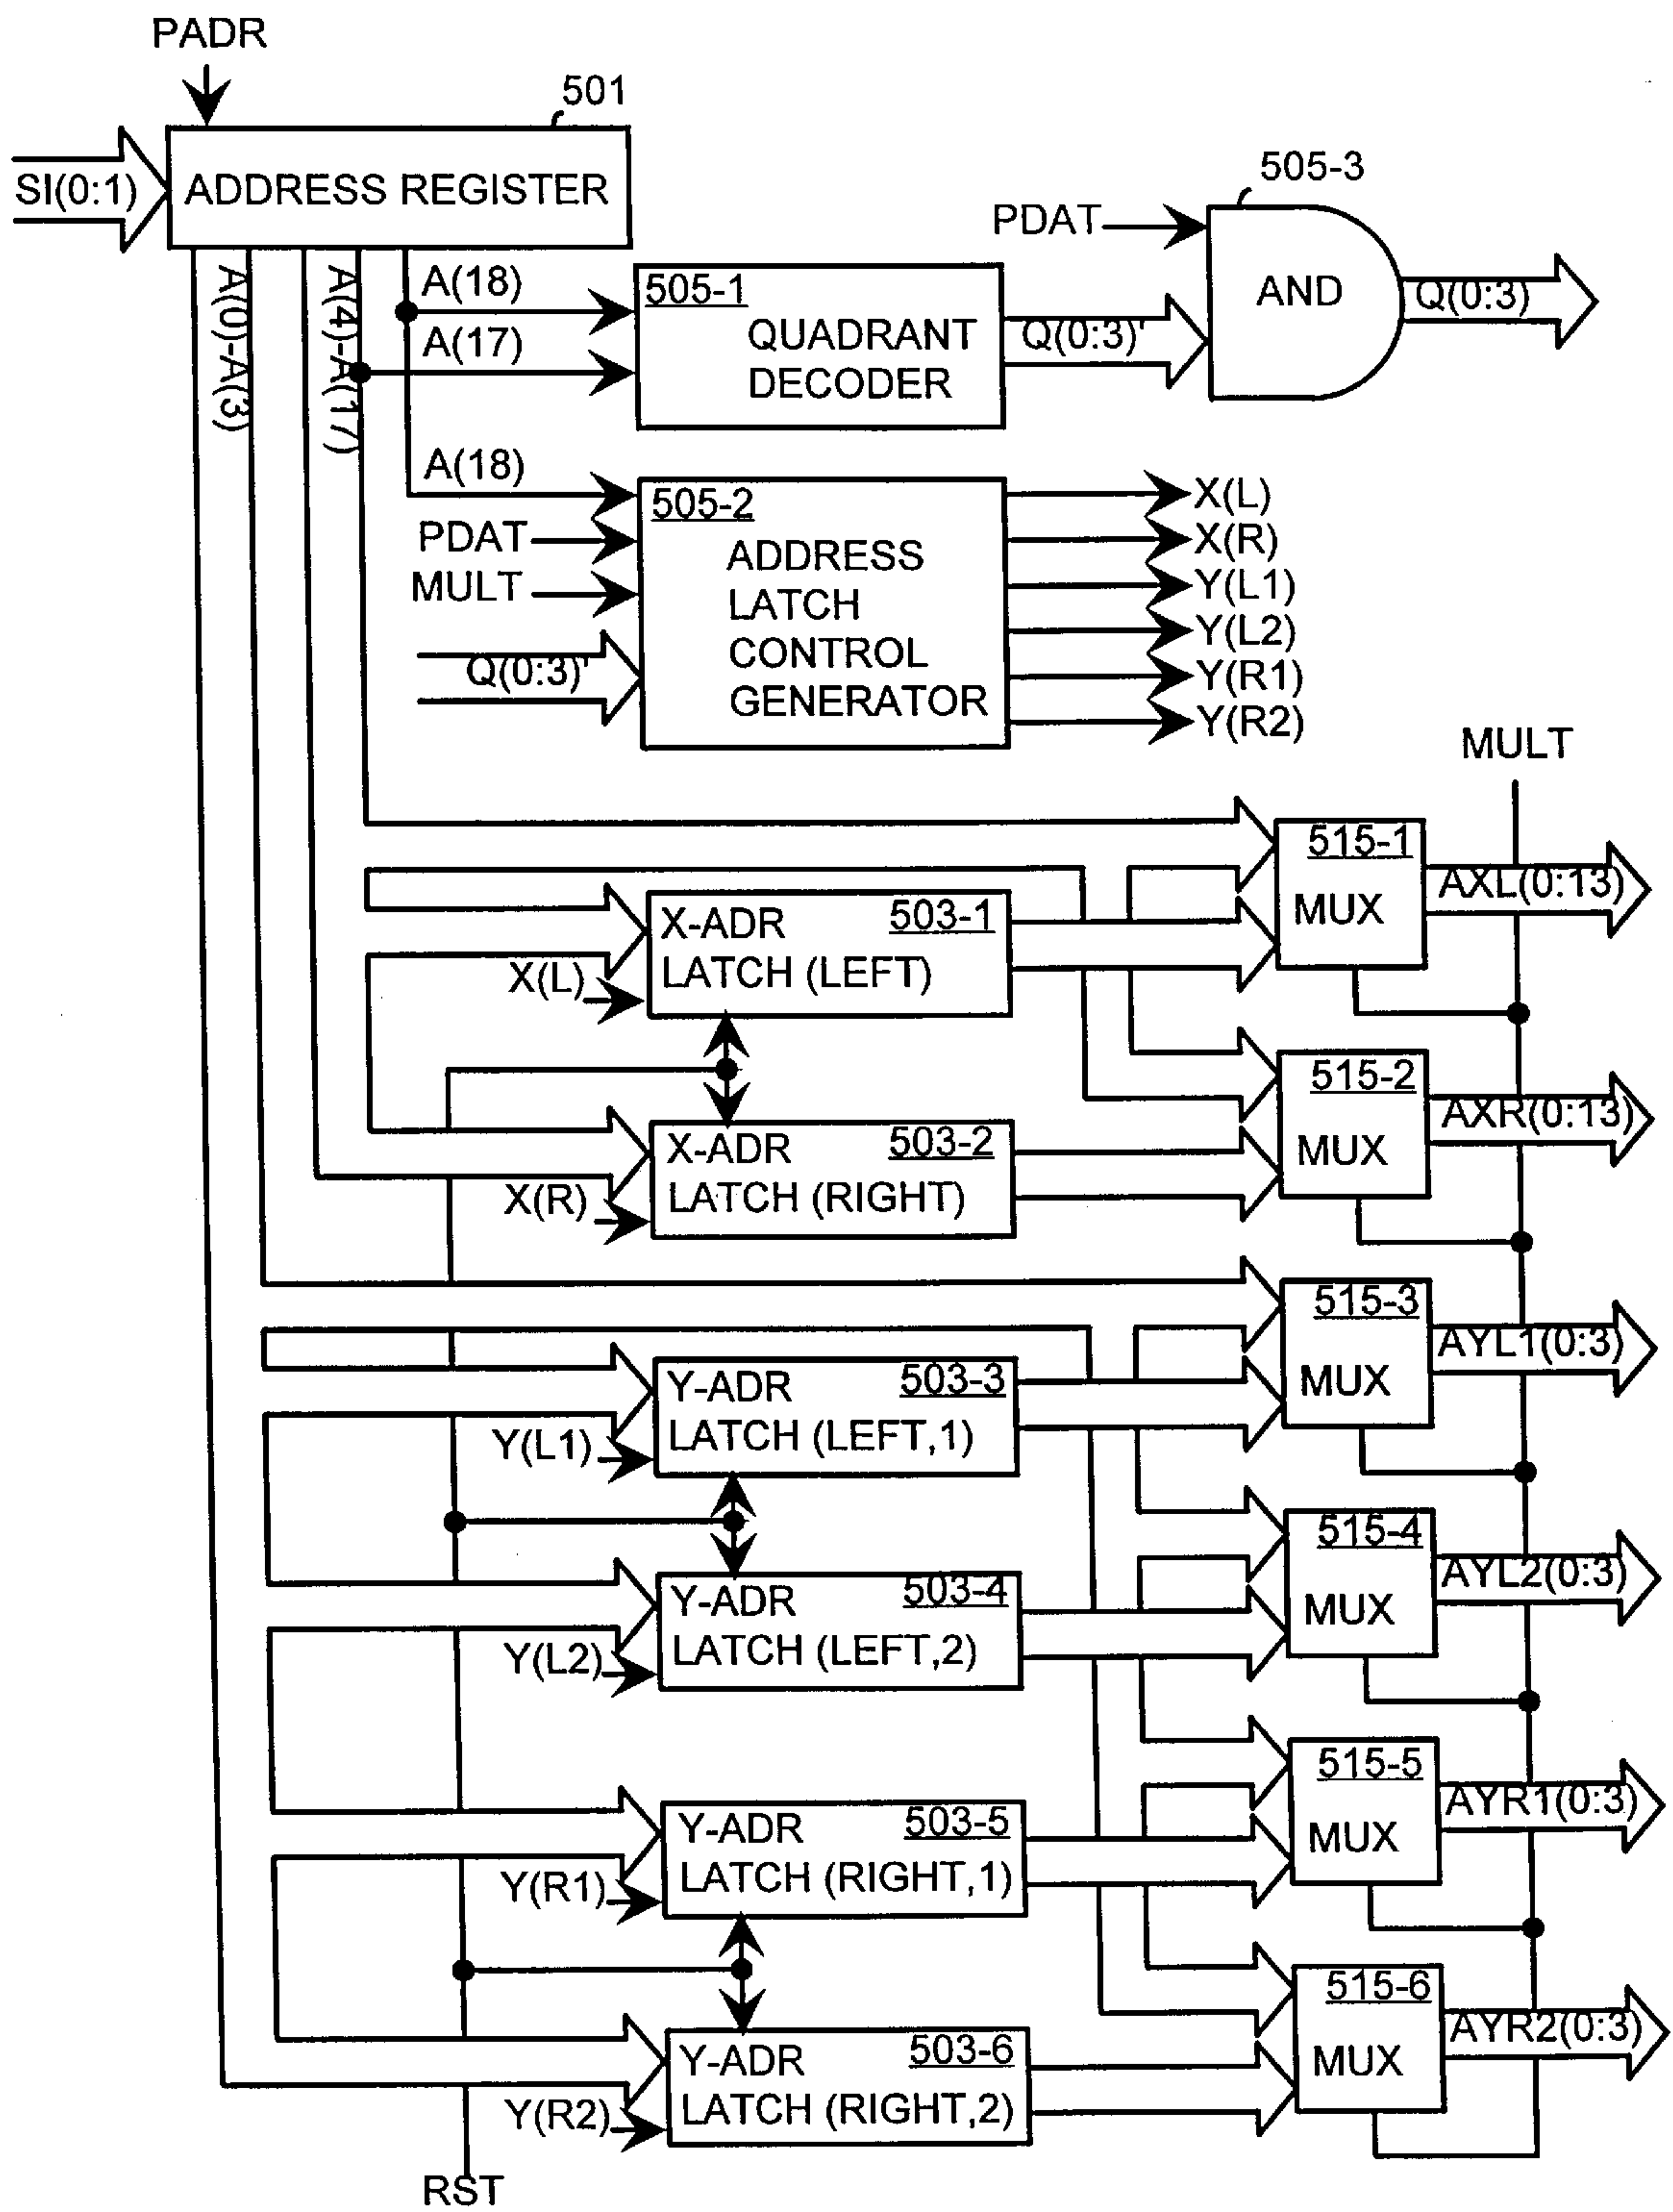 PADR
501
SI(0:1)
ADDRESS REGISTER
505-3
PDAT
AND
Q(0:3)
A(0)-A(3)
A(4)-A(17)
A(18)
A(17)
505-1
QUADRANT
DECODER
Q(0:3)'
A(18)
PDAT
MULT
Q(0:3)'
505-2
ADDRESS
LATCH
CONTROL
GENERATOR
X(L)
X(R)
Y(L1)
Y(L2)
Y(R1)
Y(R2)
MULT
515-1
MUX
AXL(0:13)
X-ADR 503-1
LATCH (LEFT)
X(L)
515-2
MUX
AXR(0:13)
X-ADR 503-2
LATCH (RIGHT)
X(R)
515-3
MUX
AYL1(0:3)
Y-ADR 503-3
LATCH (LEFT,1)
Y(L1)
515-4
MUX
AYL2(0:3)
Y-ADR 503-4
LATCH (LEFT,2)
Y(L2)
515-5
MUX
AYR1(0:3)
Y-ADR 503-5
LATCH (RIGHT,1)
Y(R1)
515-6
MUX
AYR2(0:3)
Y-ADR 503-6
LATCH (RIGHT,2)
Y(R2)
RST